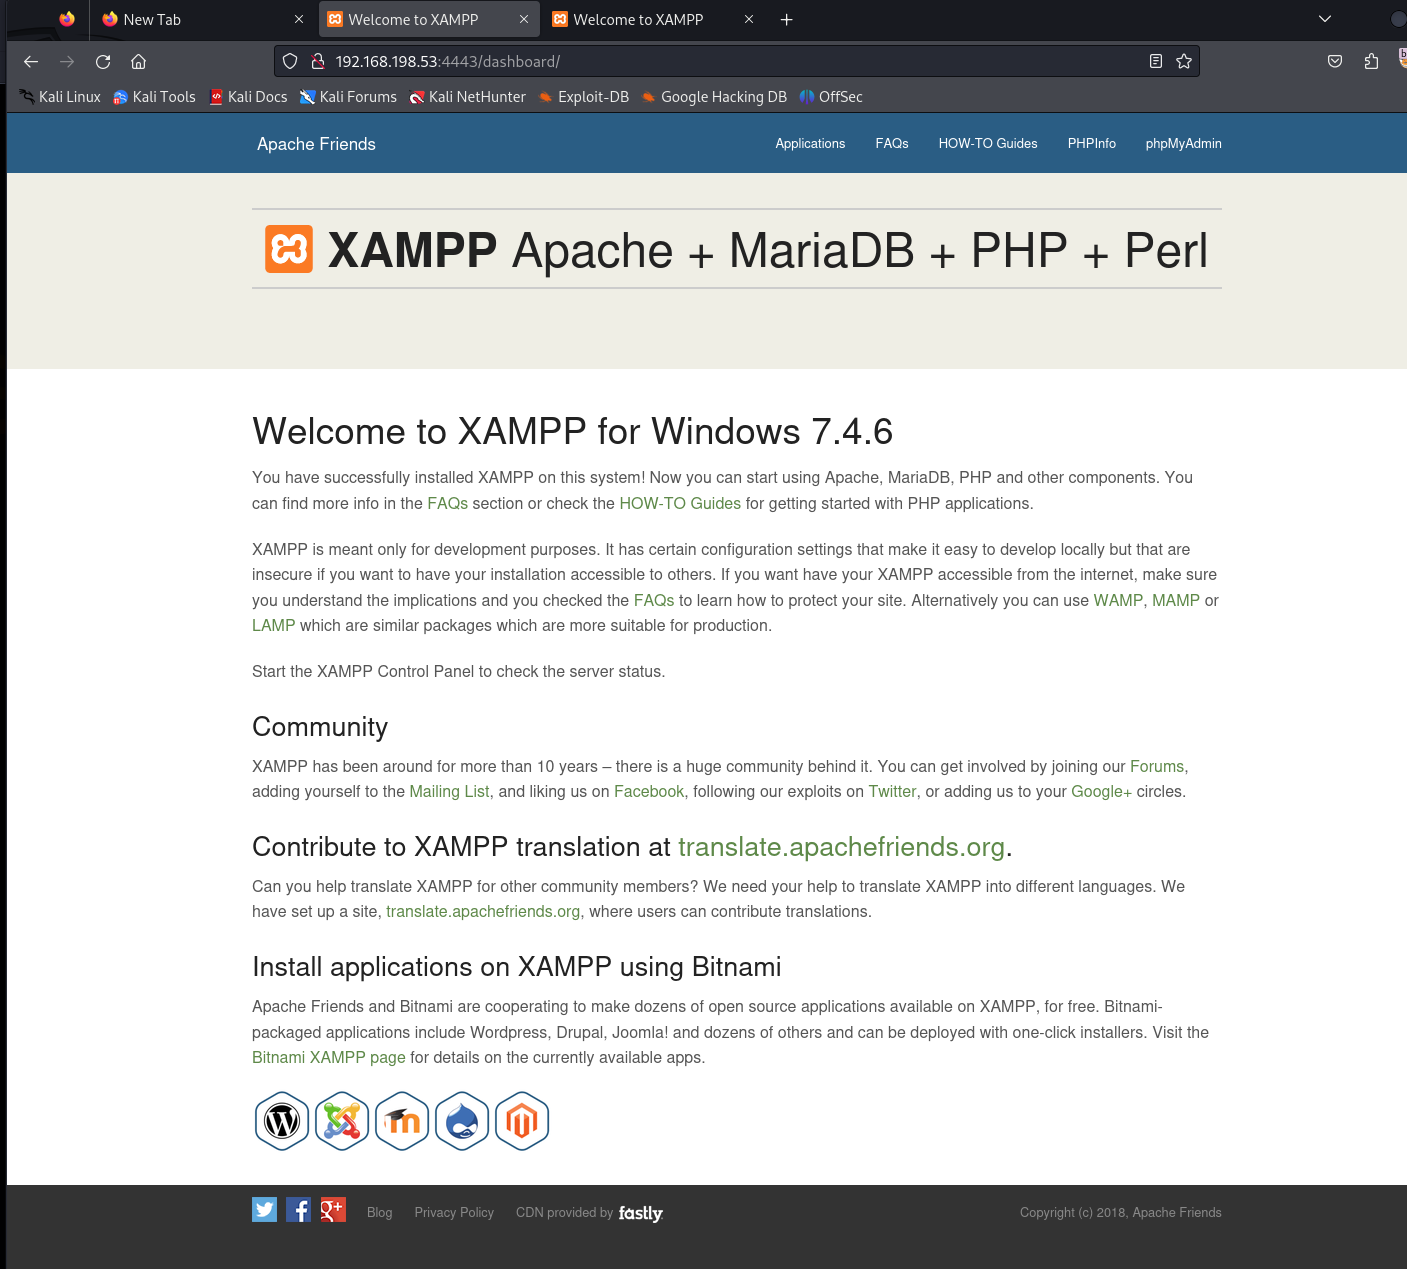 New Tab
Welcome to XAMPP
Welcome to XAMPP
192.168.198.53:4443/dashboard/
Kali Linux Kali Tools Kali Docs Kali Forums Kali NetHunter Exploit-DB Google Hacking DB OffSec
Apache Friends
Applications FAQs HOW-TO Guides PHPInfo phpMyAdmin
XAMPP Apache + MariaDB + PHP + Perl
Welcome to XAMPP for Windows 7.4.6
You have successfully installed XAMPP on this system! Now you can start using Apache, MariaDB, PHP and other components. You
can find more info in the FAQs section or check the HOW-TO Guides for getting started with PHP applications.
XAMPP is meant only for development purposes. It has certain configuration settings that make it easy to develop locally but that are
insecure if you want to have your installation accessible to others. If you want have your XAMPP accessible from the internet, make sure
you understand the implications and you checked the FAQs to learn how to protect your site. Alternatively you can use WAMP, MAMP or
LAMP which are similar packages which are more suitable for production.
Start the XAMPP Control Panel to check the server status.
Community
XAMPP has been around for more than 10 years – there is a huge community behind it. You can get involved by joining our Forums,
adding yourself to the Mailing List, and liking us on Facebook, following our exploits on Twitter, or adding us to your Google+ circles.
Contribute to XAMPP translation at translate.apachefriends.org.
Can you help translate XAMPP for other community members? We need your help to translate XAMPP into different languages. We
have set up a site, translate.apachefriends.org, where users can contribute translations.
Install applications on XAMPP using Bitnami
Apache Friends and Bitnami are cooperating to make dozens of open source applications available on XAMPP, for free. Bitnami-
packaged applications include Wordpress, Drupal, Joomla! and dozens of others and can be deployed with one-click installers. Visit the
Bitnami XAMPP page for details on the currently available apps.
Blog Privacy Policy CDN provided by fastly
Copyright (c) 2018, Apache Friends